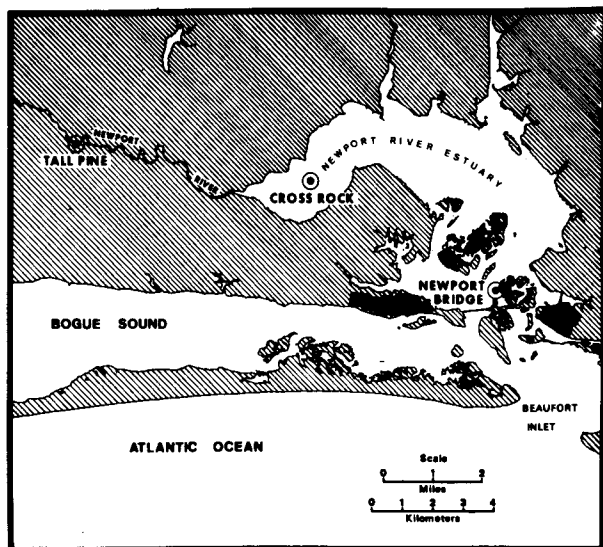 NEWPORT
RIVER
TALL PINE
NEWPORT RIVER ESTUARY
CROSS ROCK
NEWPORT
BRIDGE
BOGUE SOUND
BEAUFORT
INLET
ATLANTIC OCEAN
Scale
0 1 2
Miles
0 1 2 3 4
Kilometers